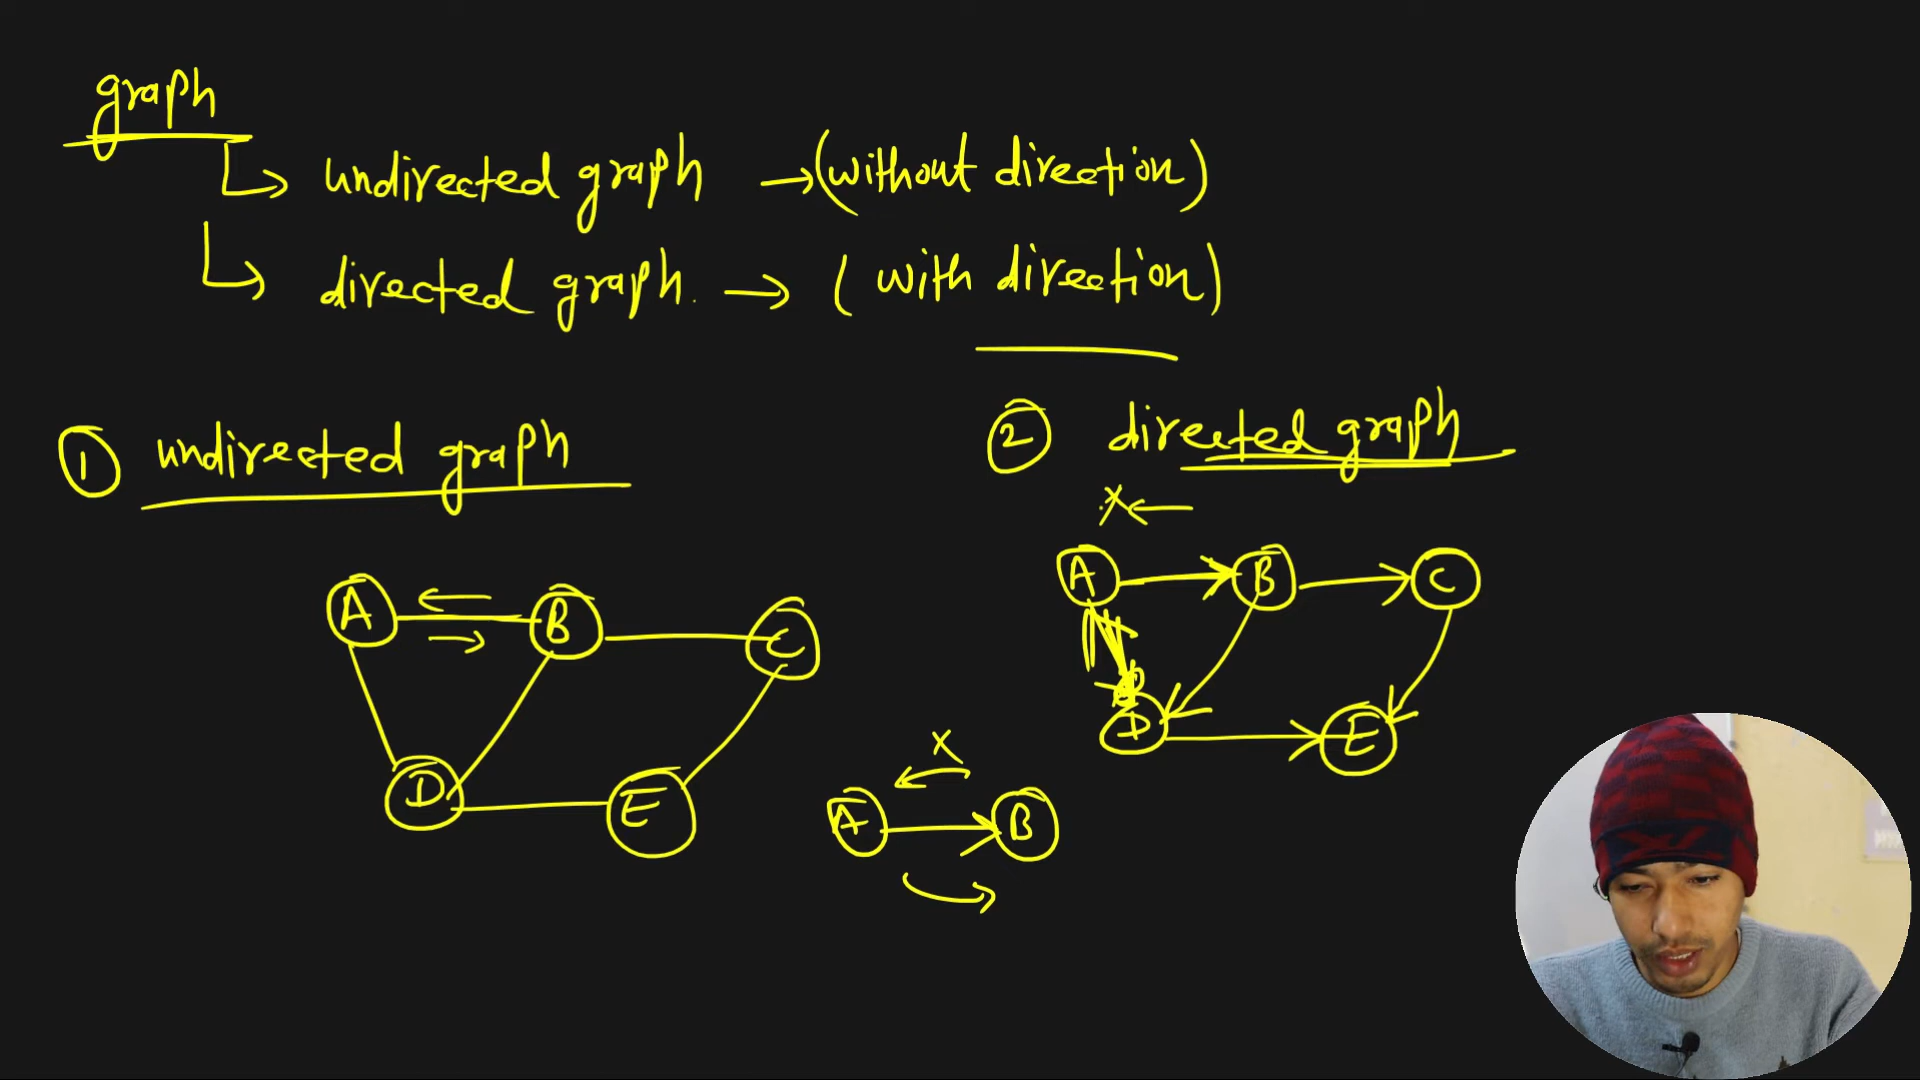 graph
undirected graph → (without direction)
directed graph. → ( with direction)
① undirected graph
② directed graph
x ←
A B C
D E
A B C
D E
x
A B